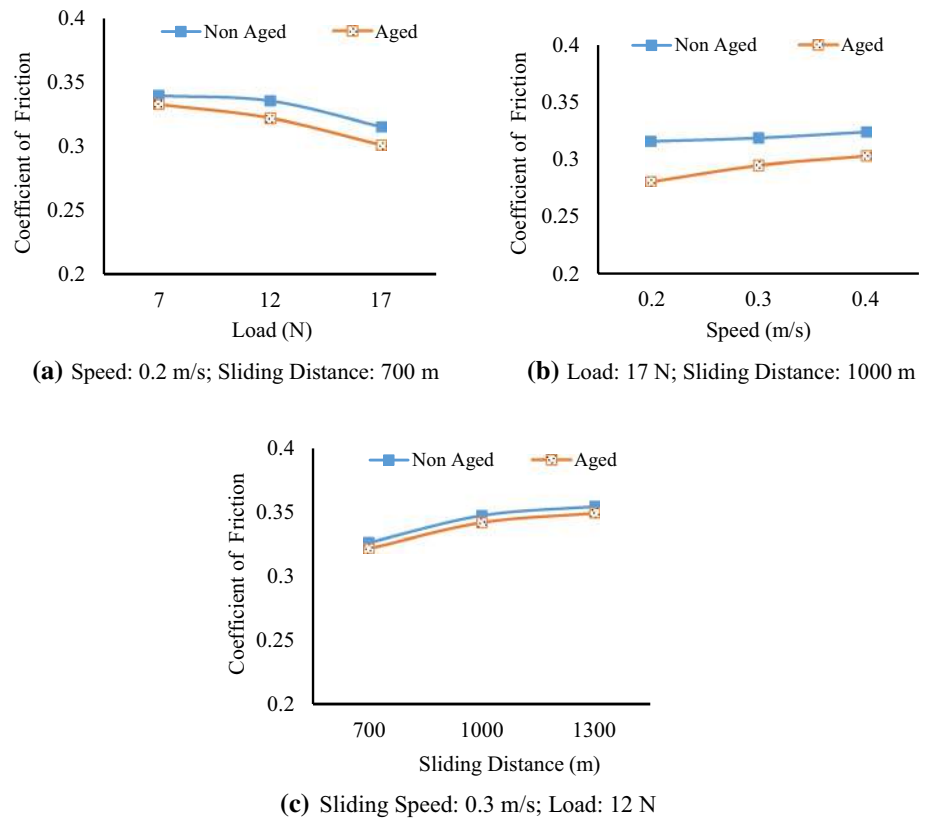 0.4
Non Aged
Aged
0.35
0.3
0.25
0.2
Coefficient of Friction
7
12
17
Load (N)
(a) Speed: 0.2 m/s; Sliding Distance: 700 m
0.4
Non Aged
Aged
0.35
0.3
0.25
0.2
Coefficient of Friction
0.2
0.3
0.4
Speed (m/s)
(b) Load: 17 N; Sliding Distance: 1000 m
0.4
Non Aged
Aged
0.35
0.3
0.25
0.2
Coefficient of Friction
700
1000
1300
Sliding Distance (m)
(c) Sliding Speed: 0.3 m/s; Load: 12 N